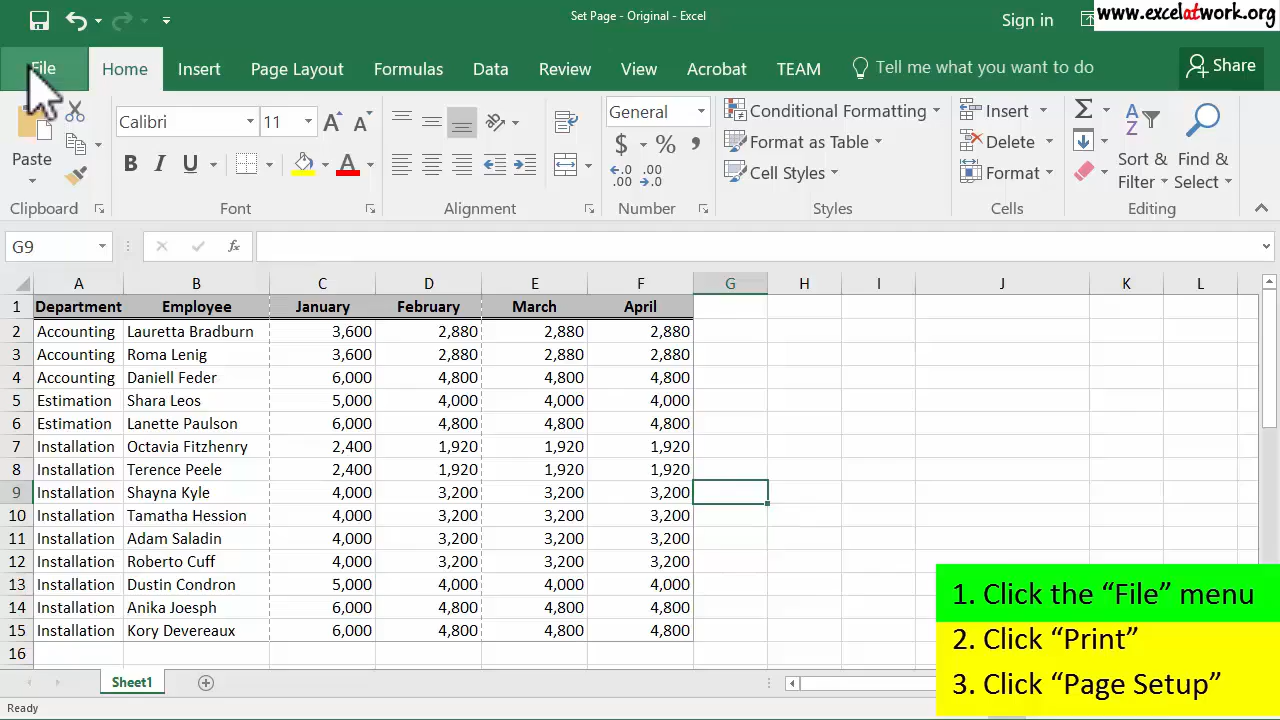 Set Page - Original - Excel
Sign in
www.excelatwork.org
File Home Insert Page Layout Formulas Data Review View Acrobat TEAM Tell me what you want to do Share
Paste
Clipboard
Calibri 11
B I U A
Font
Alignment
General
$ % ,
.0 .00
.00 .0
Number
Conditional Formatting
Format as Table
Cell Styles
Styles
Insert
Delete
Format
Cells
Sort & Filter
Find & Select
Editing
G9 fx
A B C D E F G H I J K L
1 Department Employee January February March April
2 Accounting Lauretta Bradburn 3,600 2,880 2,880 2,880
3 Accounting Roma Lenig 3,600 2,880 2,880 2,880
4 Accounting Daniell Feder 6,000 4,800 4,800 4,800
5 Estimation Shara Leos 5,000 4,000 4,000 4,000
6 Estimation Lanette Paulson 6,000 4,800 4,800 4,800
7 Installation Octavia Fitzhenry 2,400 1,920 1,920 1,920
8 Installation Terence Peele 2,400 1,920 1,920 1,920
9 Installation Shayna Kyle 4,000 3,200 3,200 3,200
10 Installation Tamatha Hession 4,000 3,200 3,200 3,200
11 Installation Adam Saladin 4,000 3,200 3,200 3,200
12 Installation Roberto Cuff 4,000 3,200 3,200 3,200
13 Installation Dustin Condron 5,000 4,000 4,000 4,000
14 Installation Anika Joesph 6,000 4,800 4,800 4,800
15 Installation Kory Devereaux 6,000 4,800 4,800 4,800
16
1. Click the “File” menu
2. Click “Print”
3. Click “Page Setup”
Sheet1
Ready